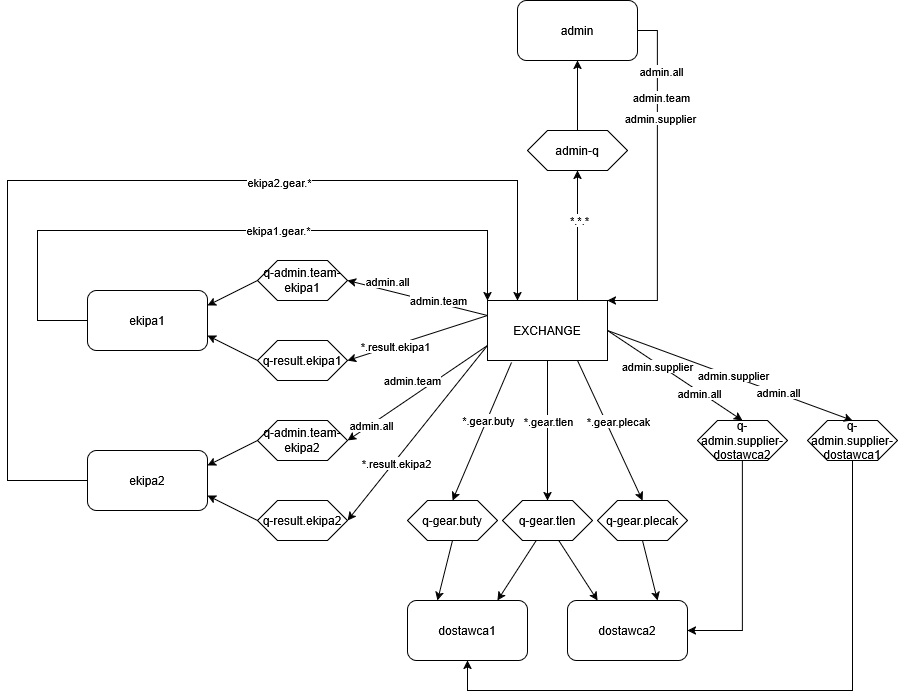 admin
admin.all
admin.team
admin.supplier
admin-q
ekipa2.gear.*
*.*.*
ekipa1.gear.*
q-admin.team-
ekipa1
admin.all
admin.team
ekipa1
EXCHANGE
*.result.ekipa1
q-result.ekipa1
admin.supplier
admin.supplier
admin.team
admin.all
admin.all
*.gear.buty
*.gear.tlen
*.gear.plecak
admin.all
q-admin.team-
ekipa2
q-
admin.supplier-
dostawca2
q-
admin.supplier-
dostawca1
*.result.ekipa2
ekipa2
q-result.ekipa2
q-gear.buty
q-gear.tlen
q-gear.plecak
dostawca1
dostawca2